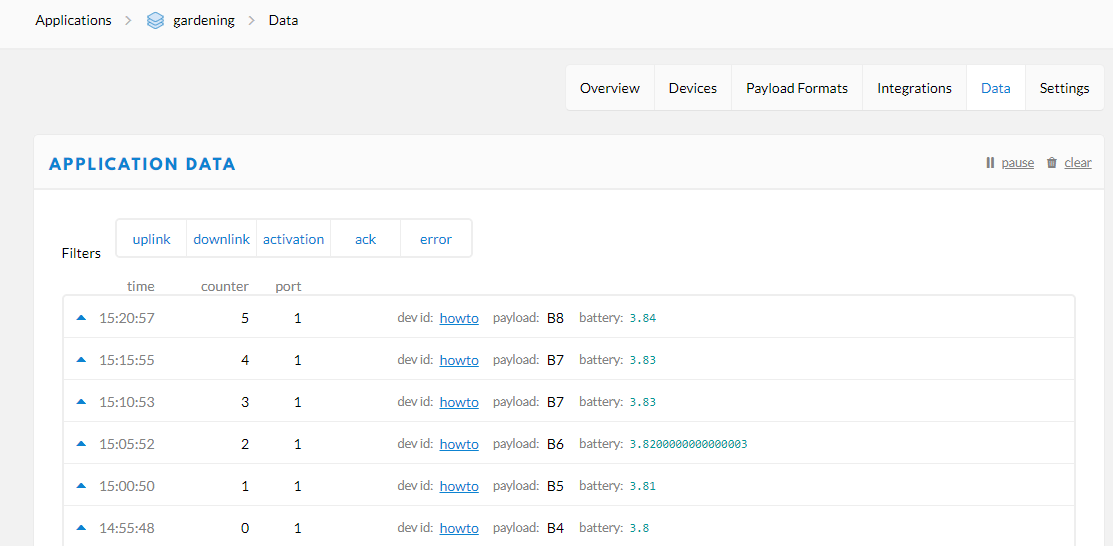 Applications > gardening > Data
Overview Devices Payload Formats Integrations Data Settings
APPLICATION DATA pause clear
Filters uplink downlink activation ack error
time counter port
15:20:57 5 1 dev id: howto payload: B8 battery: 3.84
15:15:55 4 1 dev id: howto payload: B7 battery: 3.83
15:10:53 3 1 dev id: howto payload: B7 battery: 3.83
15:05:52 2 1 dev id: howto payload: B6 battery: 3.8200000000000003
15:00:50 1 1 dev id: howto payload: B5 battery: 3.81
14:55:48 0 1 dev id: howto payload: B4 battery: 3.8